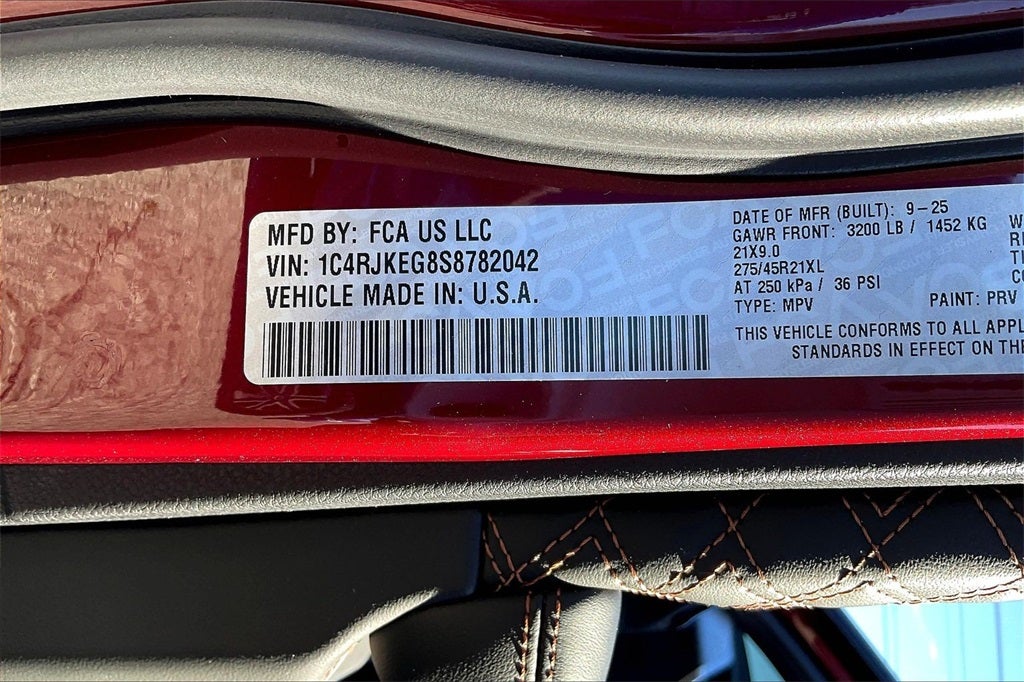 MFD BY: FCA US LLC
VIN: 1C4RJKEG8S8782042
VEHICLE MADE IN: U.S.A.
DATE OF MFR (BUILT): 9-25
GAWR FRONT: 3200 LB / 1452 KG
21X9.0
275/45R21XL
AT 250 kPa / 36 PSI
TYPE: MPV PAINT: PRV
THIS VEHICLE CONFORMS TO ALL APPL
STANDARDS IN EFFECT ON THE